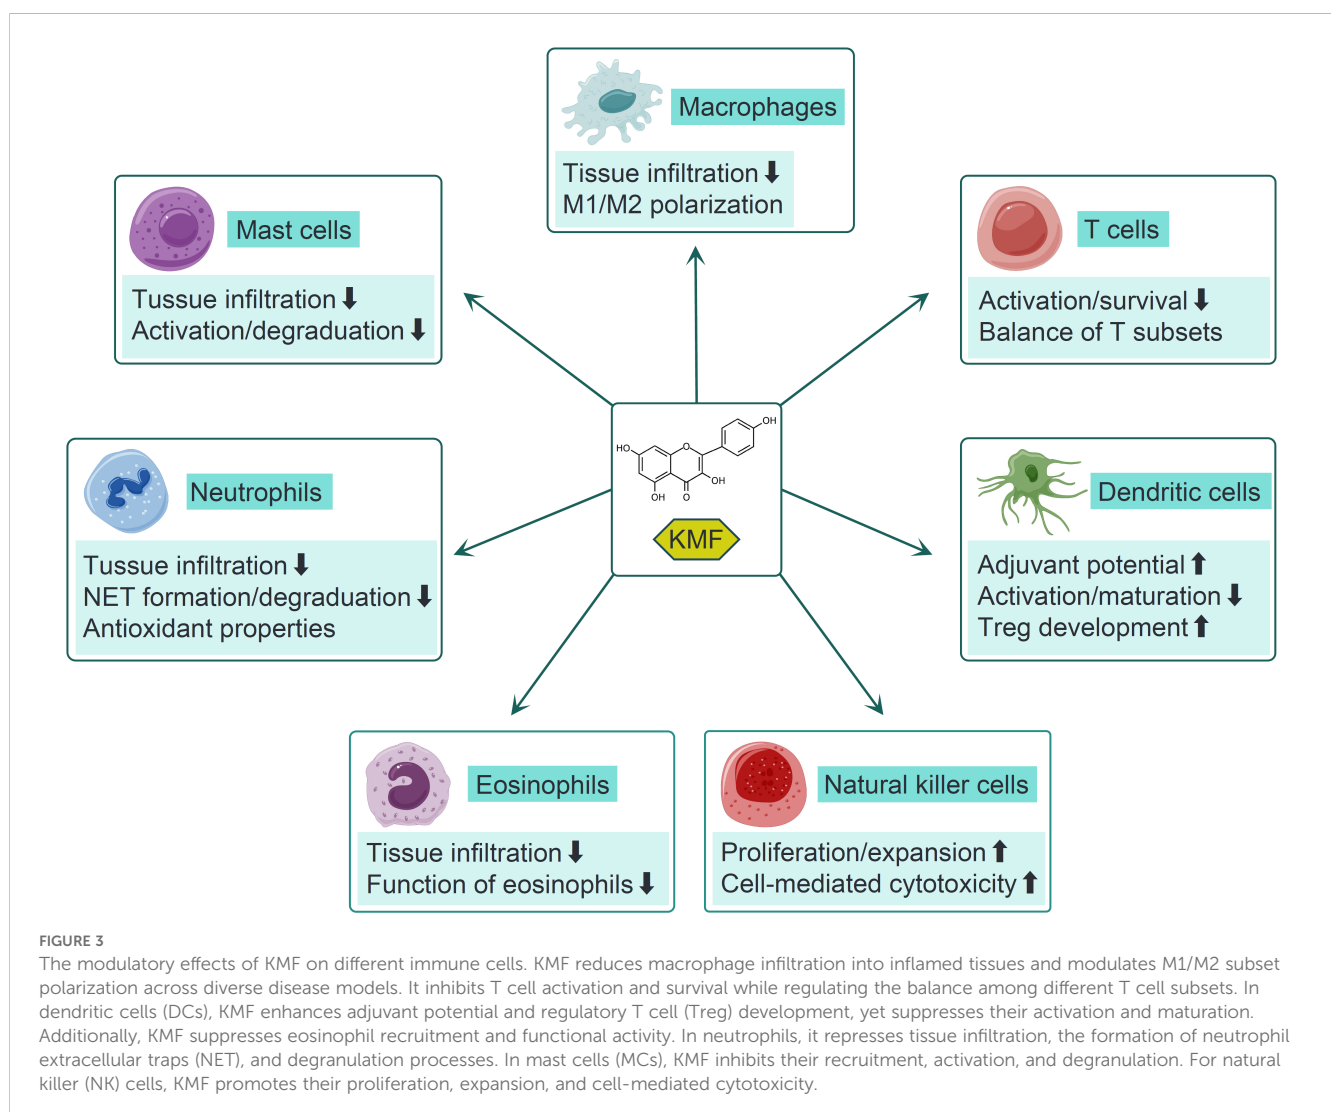 Macrophages
Tissue infiltration ⬇
M1/M2 polarization
Mast cells
Tussue infiltration ⬇
Activation/degraduation ⬇
T cells
Activation/survival ⬇
Balance of T subsets
Neutrophils
Tussue infiltration ⬇
NET formation/degraduation ⬇
Antioxidant properties
HO
O
OH
OH
O
OH
KMF
Dendritic cells
Adjuvant potential ⬆
Activation/maturation ⬇
Treg development ⬆
Eosinophils
Tissue infiltration ⬇
Function of eosinophils ⬇
Natural killer cells
Proliferation/expansion ⬆
Cell-mediated cytotoxicity ⬆
FIGURE 3
The modulatory effects of KMF on different immune cells. KMF reduces macrophage infiltration into inflamed tissues and modulates M1/M2 subset
polarization across diverse disease models. It inhibits T cell activation and survival while regulating the balance among different T cell subsets. In
dendritic cells (DCs), KMF enhances adjuvant potential and regulatory T cell (Treg) development, yet suppresses their activation and maturation.
Additionally, KMF suppresses eosinophil recruitment and functional activity. In neutrophils, it represses tissue infiltration, the formation of neutrophil
extracellular traps (NET), and degranulation processes. In mast cells (MCs), KMF inhibits their recruitment, activation, and degranulation. For natural
killer (NK) cells, KMF promotes their proliferation, expansion, and cell-mediated cytotoxicity.